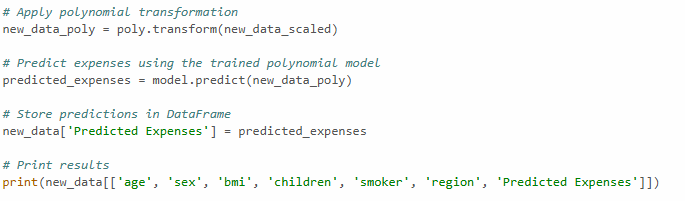 # Apply polynomial transformation
new_data_poly = poly.transform(new_data_scaled)
# Predict expenses using the trained polynomial model
predicted_expenses = model.predict(new_data_poly)
# Store predictions in DataFrame
new_data['Predicted Expenses'] = predicted_expenses
# Print results
print(new_data[['age', 'sex', 'bmi', 'children', 'smoker', 'region', 'Predicted Expenses']])